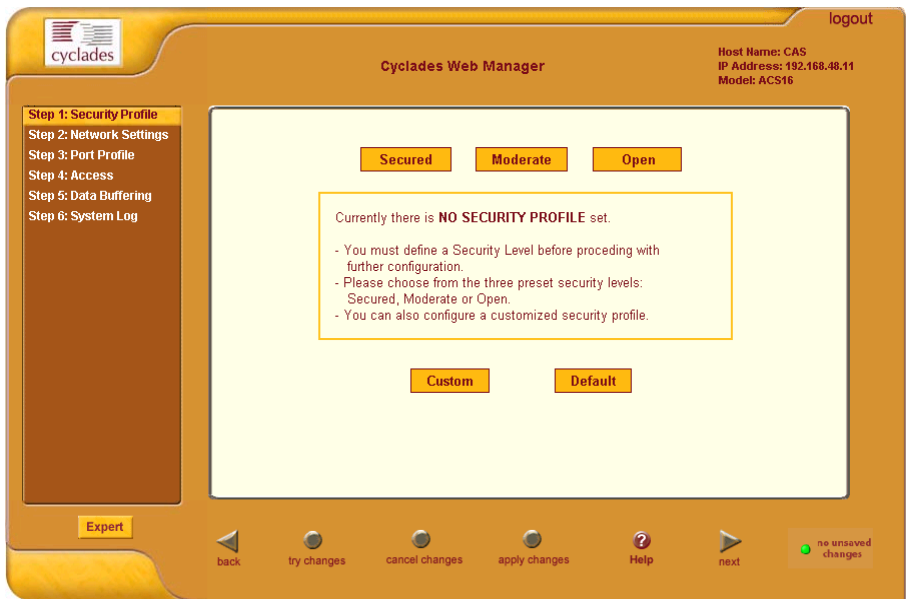 logout
cyclades
Cyclades Web Manager
Host Name: CAS
IP Address: 192.168.48.11
Model: ACS16
Step 1: Security Profile
Step 2: Network Settings
Step 3: Port Profile
Step 4: Access
Step 5: Data Buffering
Step 6: System Log
Secured Moderate Open
Currently there is NO SECURITY PROFILE set.
- You must define a Security Level before proceding with
further configuration.
- Please choose from the three preset security levels:
Secured, Moderate or Open.
- You can also configure a customized security profile.
Custom Default
Expert
back try changes cancel changes apply changes Help next
no unsaved
changes